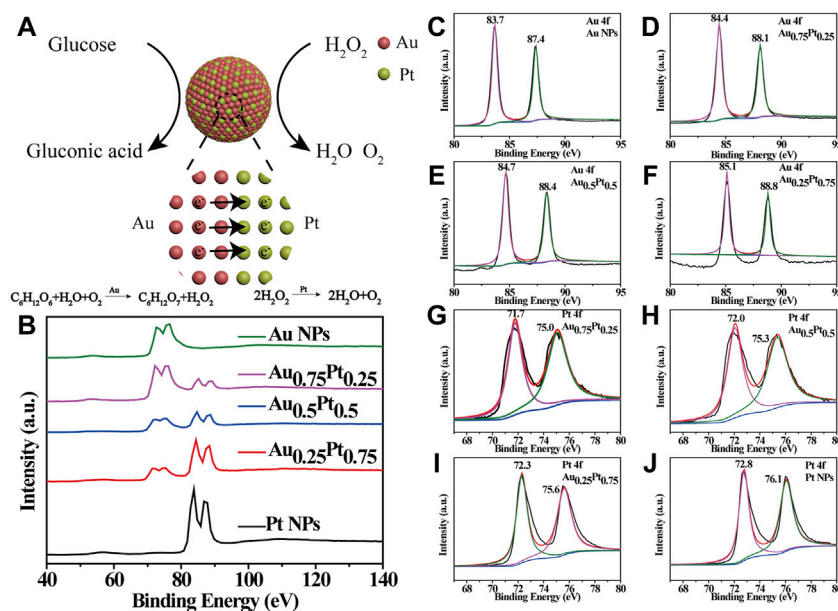 A
Glucose
H2O2
Au
Pt
Gluconic acid
H2O O2
Au
e- e-
e- e-
e- e-
Pt
C6H12O6+H2O+O2 Au→ C6H12O7+H2O2
2H2O2 Pt→ 2H2O+O2
B
Au NPs
Au0.75Pt0.25
Au0.5Pt0.5
Au0.25Pt0.75
Pt NPs
Intensity (a.u.)
40 60 80 100 120 140
Binding Energy (eV)
C
83.7
87.4
Au 4f
Au NPs
Intensity (a.u.)
80 85 90 95
Binding Energy (eV)
D
84.4
88.1
Au 4f
Au0.75Pt0.25
Intensity (a.u.)
80 85 90 95
Binding Energy (eV)
E
84.7
88.4
Au 4f
Au0.5Pt0.5
Intensity (a.u.)
80 85 90 95
Binding Energy (eV)
F
85.1
88.8
Au 4f
Au0.25Pt0.75
Intensity (a.u.)
80 85 90 95
Binding Energy (eV)
G
71.7
75.0
Pt 4f
Au0.75Pt0.25
Intensity (a.u.)
68 70 72 74 76 78 80
Binding Energy (eV)
H
72.0
75.3
Pt 4f
Au0.5Pt0.5
Intensity (a.u.)
68 70 72 74 76 78 80
Binding Energy (eV)
I
72.3
75.6
Pt 4f
Au0.25Pt0.75
Intensity (a.u.)
68 70 72 74 76 78 80
Binding Energy (eV)
J
72.8
76.1
Pt 4f
Pt NPs
Intensity (a.u.)
68 70 72 74 76 78 80
Binding Energy (eV)